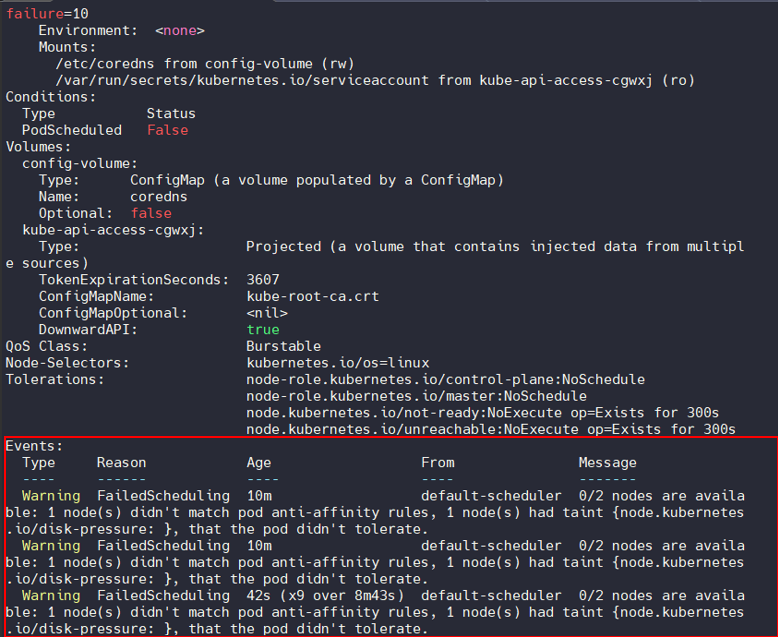 failure=10
    Environment:  <none>
    Mounts:
      /etc/coredns from config-volume (rw)
      /var/run/secrets/kubernetes.io/serviceaccount from kube-api-access-cgwxj (ro)
Conditions:
  Type           Status
  PodScheduled   False
Volumes:
  config-volume:
    Type:      ConfigMap (a volume populated by a ConfigMap)
    Name:      coredns
    Optional:  false
  kube-api-access-cgwxj:
    Type:                    Projected (a volume that contains injected data from multipl
e sources)
    TokenExpirationSeconds:  3607
    ConfigMapName:           kube-root-ca.crt
    ConfigMapOptional:       <nil>
    DownwardAPI:             true
QoS Class:                   Burstable
Node-Selectors:              kubernetes.io/os=linux
Tolerations:                 node-role.kubernetes.io/control-plane:NoSchedule
                             node-role.kubernetes.io/master:NoSchedule
                             node.kubernetes.io/not-ready:NoExecute op=Exists for 300s
                             node.kubernetes.io/unreachable:NoExecute op=Exists for 300s
Events:
  Type     Reason            Age                  From               Message
  ----     ------            ----                 ----               -------
  Warning  FailedScheduling  10m                  default-scheduler  0/2 nodes are availa
ble: 1 node(s) didn't match pod anti-affinity rules, 1 node(s) had taint {node.kubernetes
.io/disk-pressure: }, that the pod didn't tolerate.
  Warning  FailedScheduling  10m                  default-scheduler  0/2 nodes are availa
ble: 1 node(s) didn't match pod anti-affinity rules, 1 node(s) had taint {node.kubernetes
.io/disk-pressure: }, that the pod didn't tolerate.
  Warning  FailedScheduling  42s (x9 over 8m43s)  default-scheduler  0/2 nodes are availa
ble: 1 node(s) didn't match pod anti-affinity rules, 1 node(s) had taint {node.kubernetes
.io/disk-pressure: }, that the pod didn't tolerate.